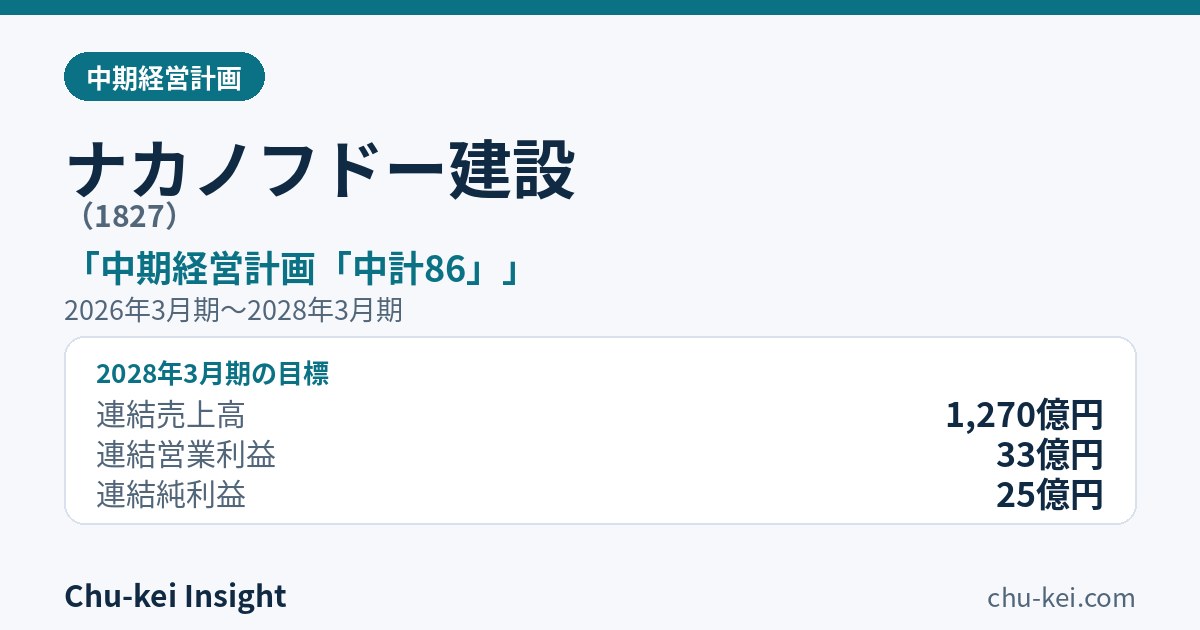 中期経営計画
ナカノフドー建設
（1827）
「中期経営計画「中計86」」
2026年3月期～2028年3月期
2028年3月期の目標
連結売上高 1,270億円
連結営業利益 33億円
連結純利益 25億円
Chu-kei Insight chu-kei.com